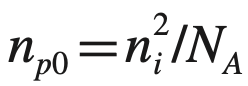 n_{p0} = n_i^2/N_A